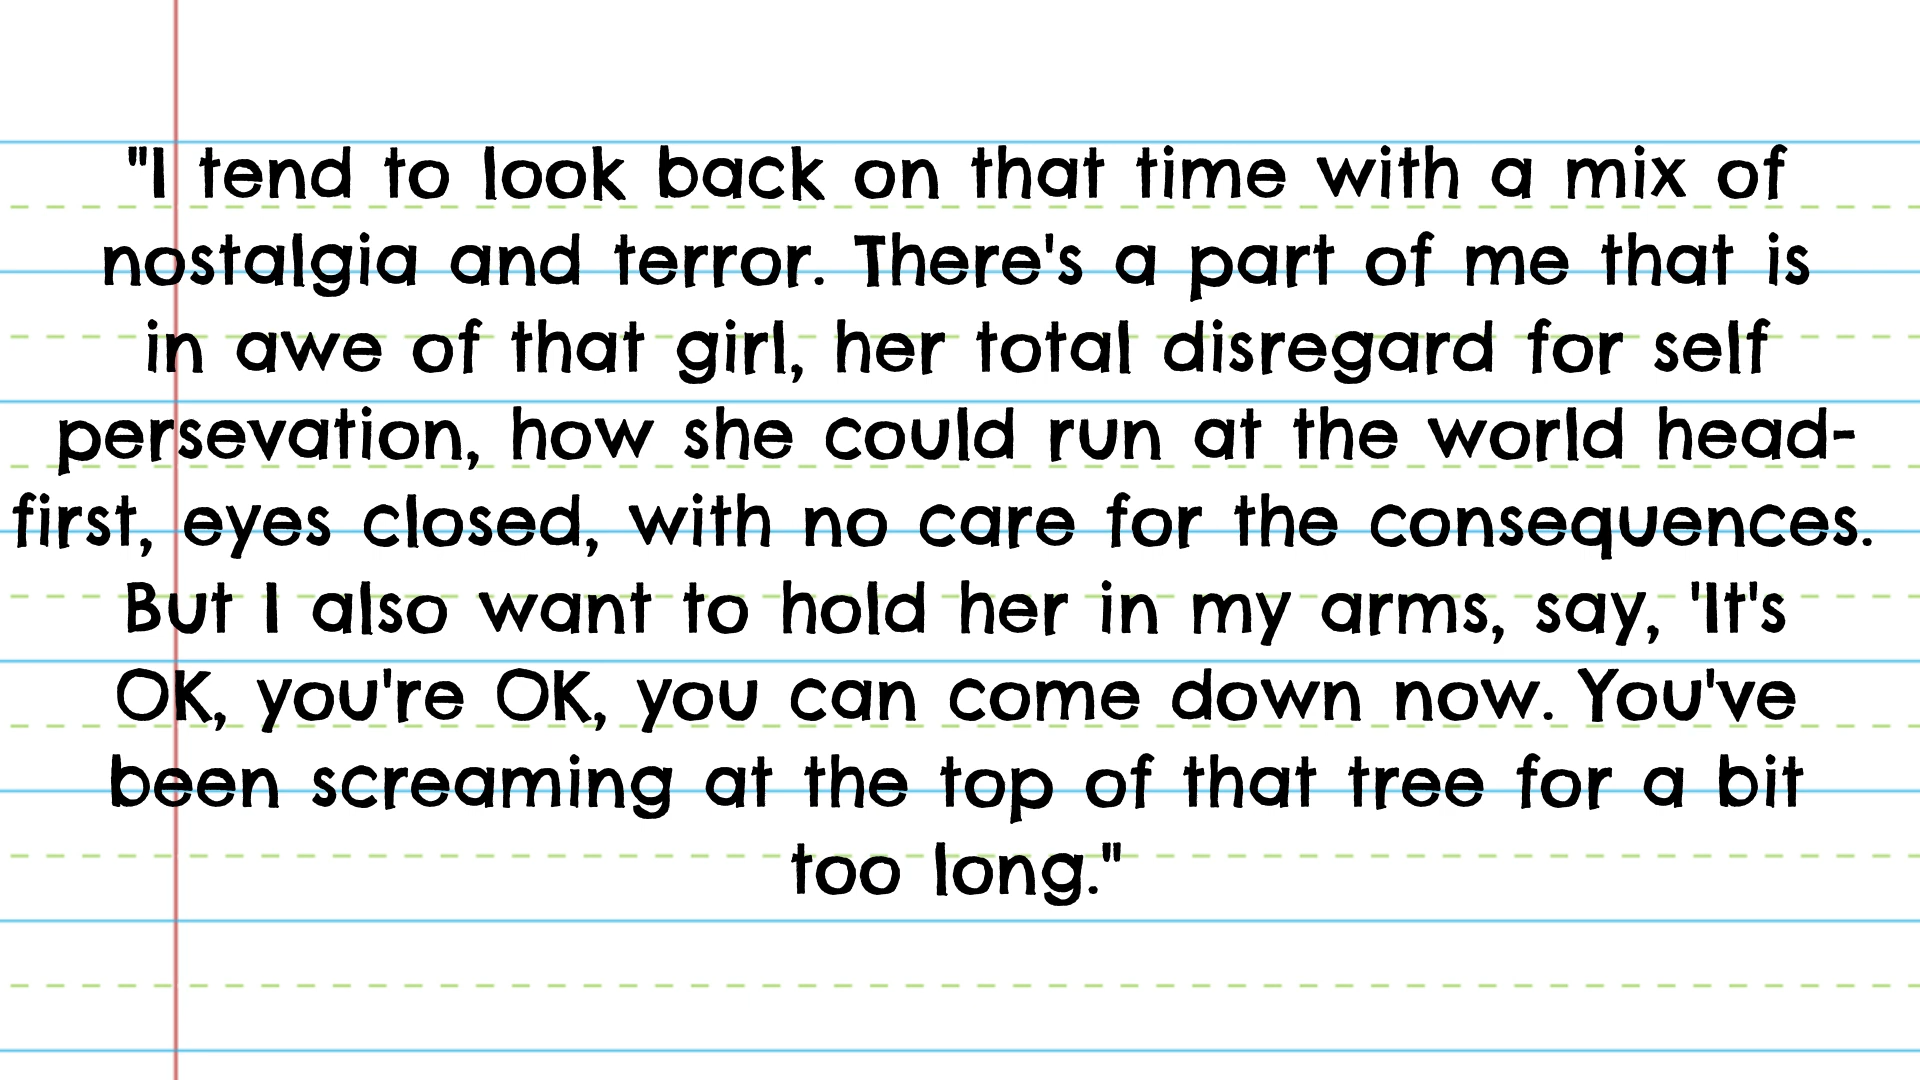 "I tend to look back on that time with a mix of
nostalgia and terror. There's a part of me that is
in awe of that girl, her total disregard for self
persevation, how she could run at the world head-
first, eyes closed, with no care for the consequences.
But I also want to hold her in my arms, say, 'It's
OK, you're OK, you can come down now. You've
been screaming at the top of that tree for a bit
too long."